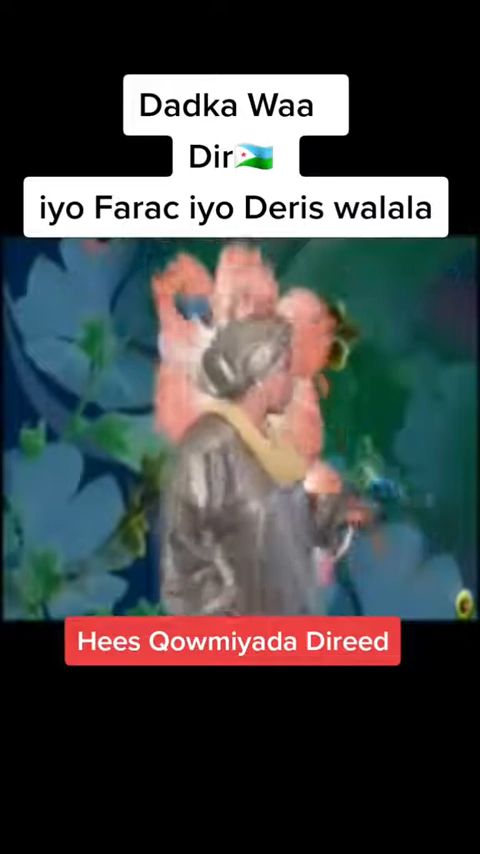 Dadka Waa
Dir🇩🇯
iyo Farac iyo Deris walala
Hees Qowmiyada Direed